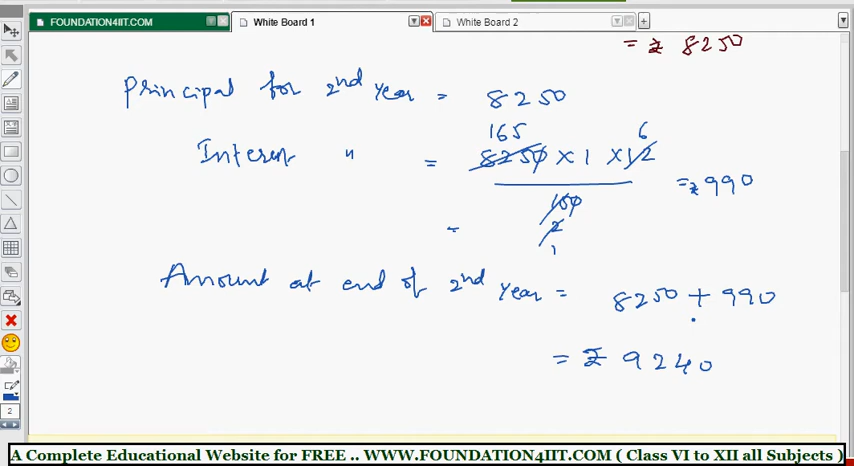 FOUNDATION4IIT.COM White Board 1 White Board 2
= ₹ 8250
Principal for 2nd Year = 8250
165 6
Interest " = 8250 X 1 X 12
= ₹ 990
100
= 2
1
Amount at end of 2nd Year = 8250 + 990
= ₹ 9240
2
A Complete Educational Website for FREE .. WWW.FOUNDATION4IIT.COM ( Class VI to XII all Subjects )